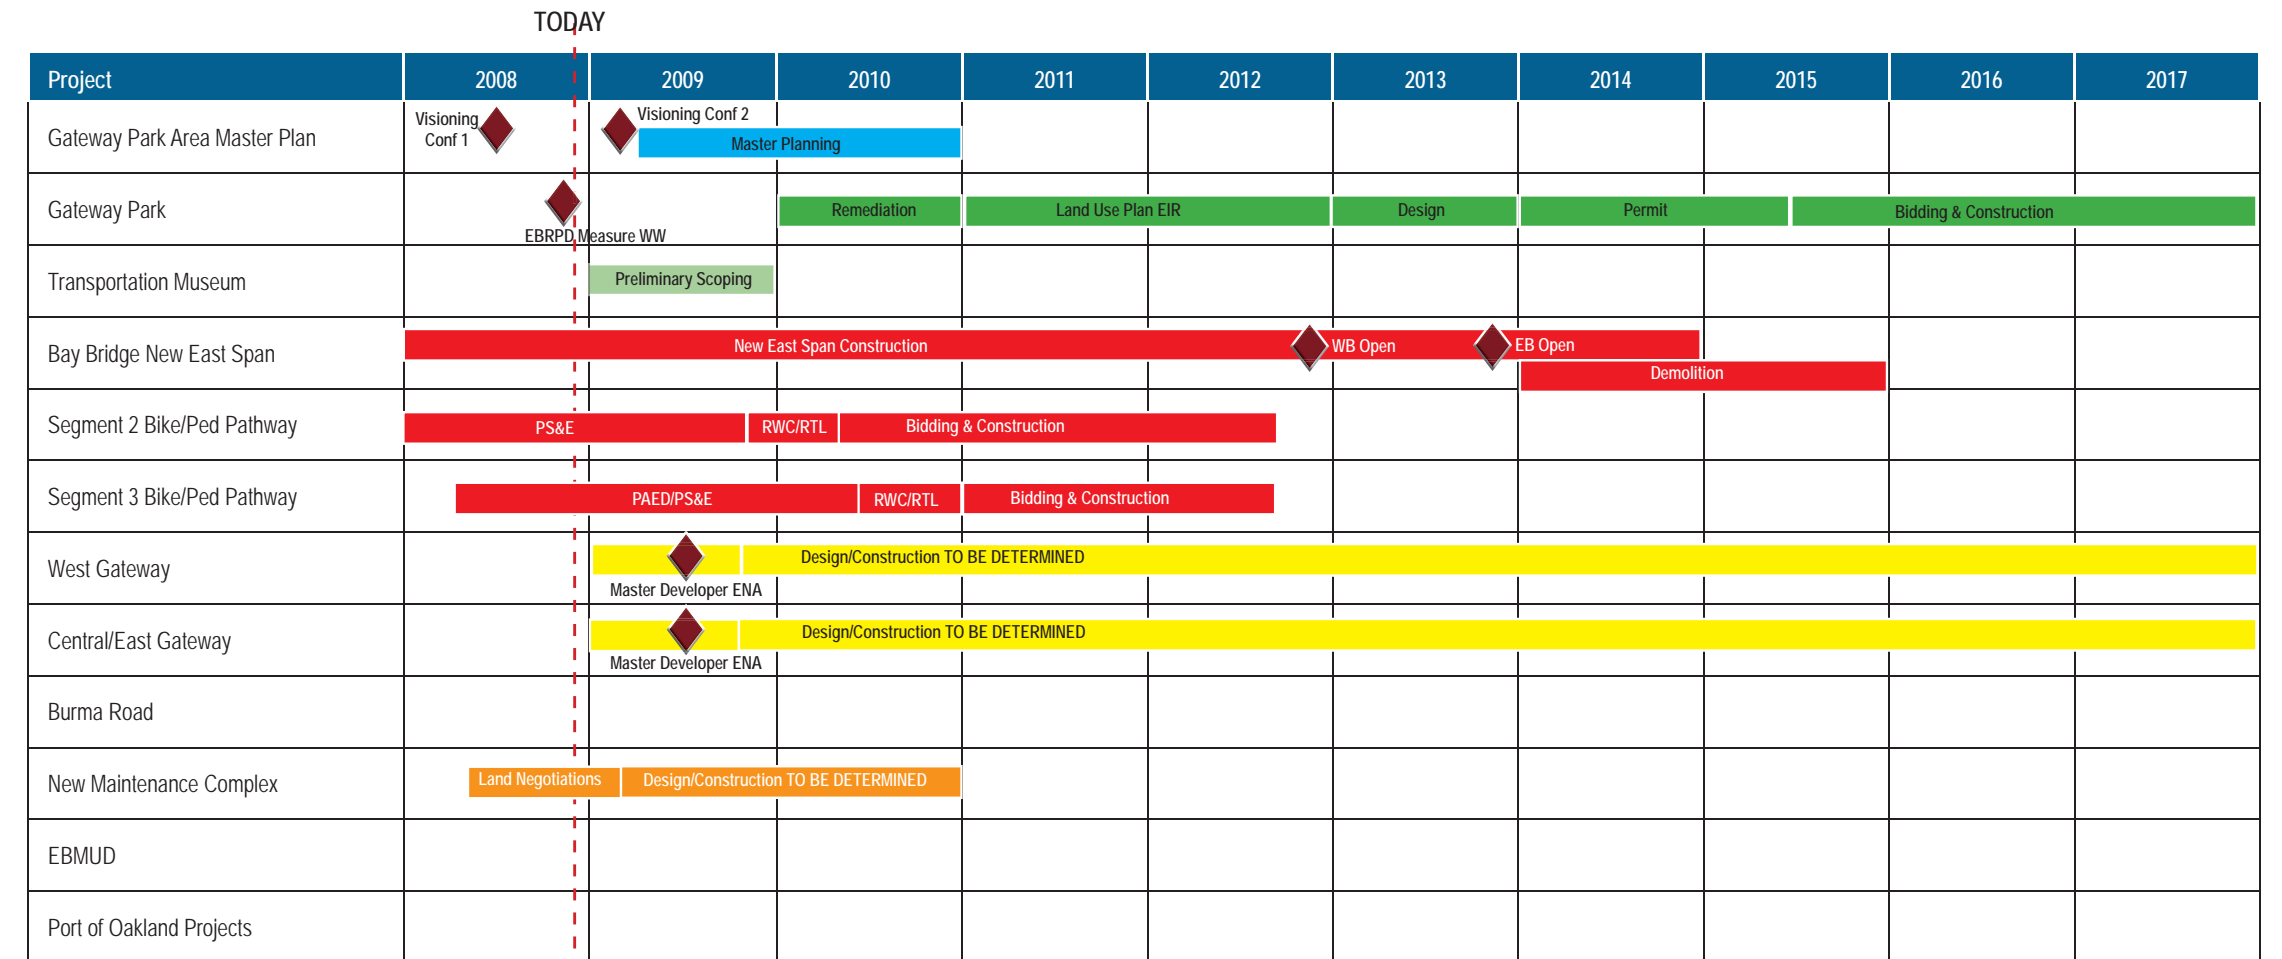 TODAY
Project 2008 2009 2010 2011 2012 2013 2014 2015 2016 2017
Gateway Park Area Master Plan
Visioning
Conf 1
Visioning Conf 2
Master Planning
Gateway Park
EBRPD Measure WW
Remediation
Land Use Plan EIR
Design
Permit
Bidding & Construction
Transportation Museum
Preliminary Scoping
Bay Bridge New East Span
New East Span Construction
WB Open
EB Open
Demolition
Segment 2 Bike/Ped Pathway
PS&E
RWC/RTL
Bidding & Construction
Segment 3 Bike/Ped Pathway
PAED/PS&E
RWC/RTL
Bidding & Construction
West Gateway
Design/Construction TO BE DETERMINED
Master Developer ENA
Central/East Gateway
Design/Construction TO BE DETERMINED
Master Developer ENA
Burma Road
New Maintenance Complex
Land Negotiations
Design/Construction TO BE DETERMINED
EBMUD
Port of Oakland Projects